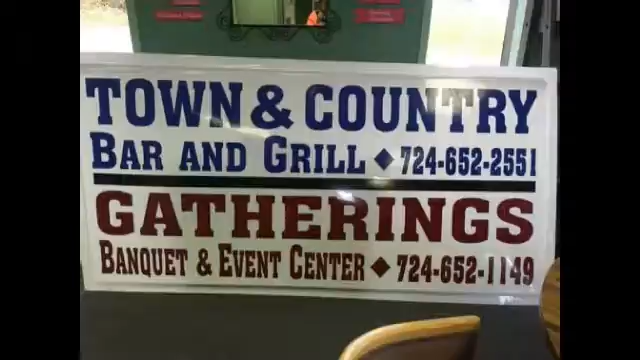 TOWN & COUNTRY
BAR AND GRILL ♦ 724-652-2551
GATHERINGS
BANQUET & EVENT CENTER ♦ 724-652-1149